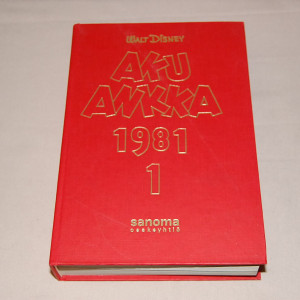 WALT DISNEY
AKU
ANKKA
1981
1
sanoma
osakeyhtiö